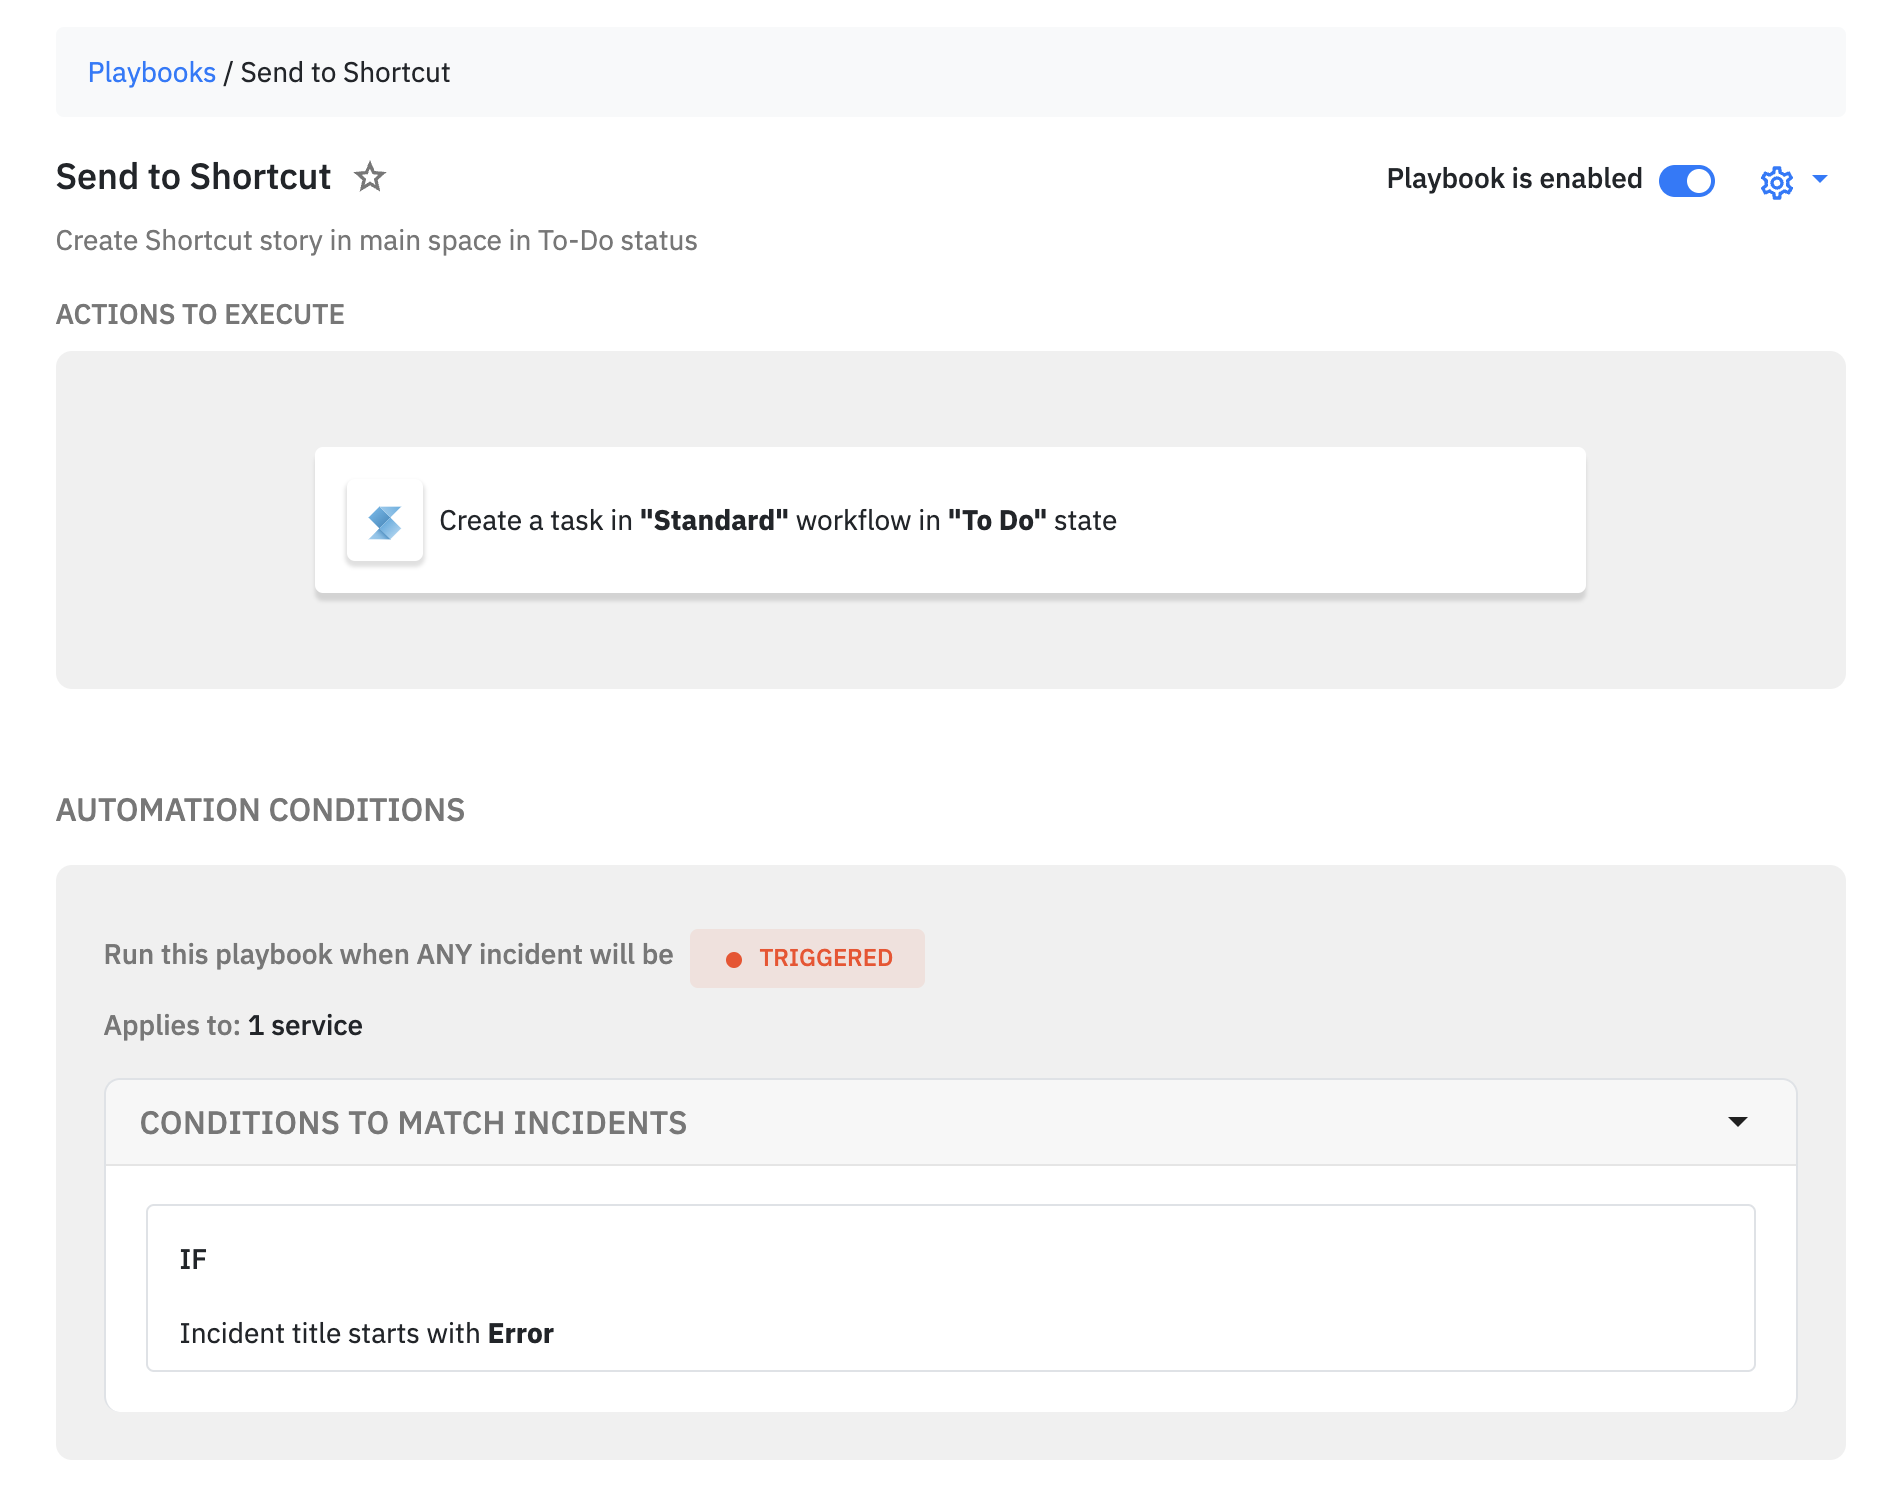 Playbooks / Send to Shortcut
Send to Shortcut
Playbook is enabled
Create Shortcut story in main space in To-Do status
ACTIONS TO EXECUTE
Create a task in "Standard" workflow in "To Do" state
AUTOMATION CONDITIONS
Run this playbook when ANY incident will be TRIGGERED
Applies to: 1 service
CONDITIONS TO MATCH INCIDENTS
IF
Incident title starts with Error